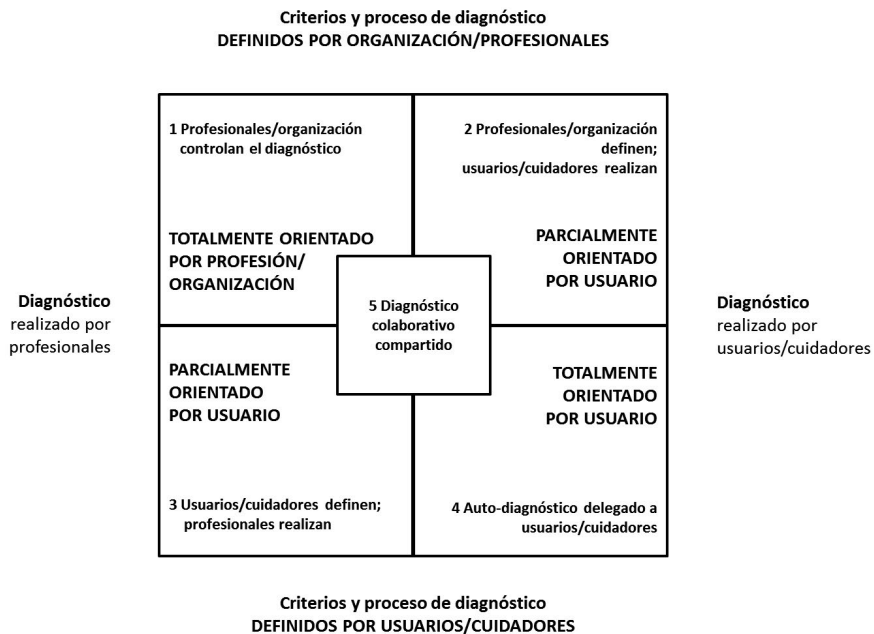 Criterios y proceso de diagnóstico
DEFINIDOS POR ORGANIZACIÓN/PROFESIONALES
1 Profesionales/organización
controlan el diagnóstico
2 Profesionales/organización
definen;
usuarios/cuidadores realizan
TOTALMENTE ORIENTADO
POR PROFESIÓN/
ORGANIZACIÓN
PARCIALMENTE
ORIENTADO
POR USUARIO
Diagnóstico
realizado por
profesionales
5 Diagnóstico
colaborativo
compartido
Diagnóstico
realizado por
usuarios/cuidadores
PARCIALMENTE
ORIENTADO
POR USUARIO
TOTALMENTE
ORIENTADO
POR USUARIO
3 Usuarios/cuidadores definen;
profesionales realizan
4 Auto-diagnóstico delegado a
usuarios/cuidadores
Criterios y proceso de diagnóstico
DEFINIDOS POR USUARIOS/CUIDADORES